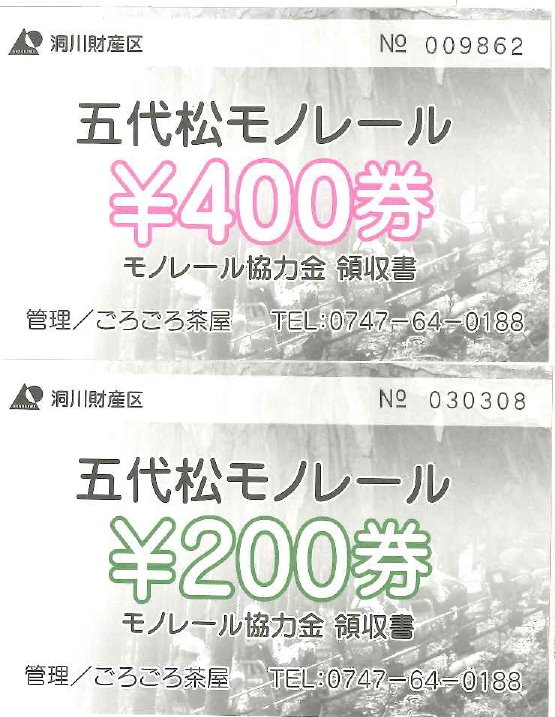 洞川財産区 № 009862
五代松モノレール
¥400券
モノレール協力金 領収書
管理/ごろごろ茶屋 TEL:0747-64-0188
洞川財産区 № 030308
五代松モノレール
¥200券
モノレール協力金 領収書
管理/ごろごろ茶屋 TEL:0747-64-0188